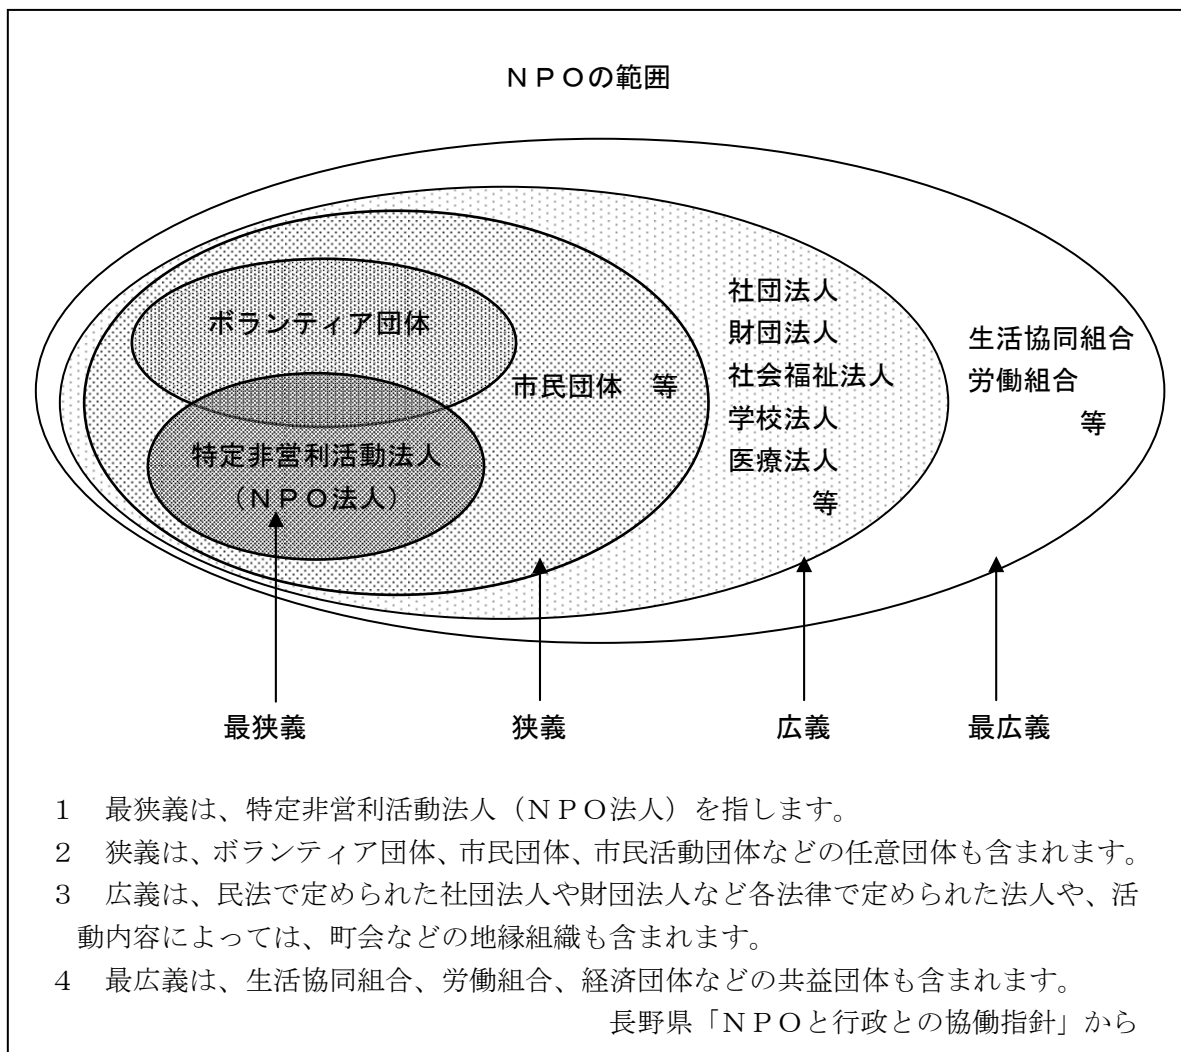 ＮＰＯの範囲
ボランティア団体
特定非営利活動法人
（ＮＰＯ法人）
市民団体　等
社団法人
財団法人
社会福祉法人
学校法人
医療法人
等
生活協同組合
労働組合
等
最狭義
狭義
広義
最広義
１　最狭義は、特定非営利活動法人（ＮＰＯ法人）を指します。
２　狭義は、ボランティア団体、市民団体、市民活動団体などの任意団体も含まれます。
３　広義は、民法で定められた社団法人や財団法人など各法律で定められた法人や、活
動内容によっては、町会などの地縁組織も含まれます。
４　最広義は、生活協同組合、労働組合、経済団体などの共益団体も含まれます。
長野県「ＮＰＯと行政との協働指針」から